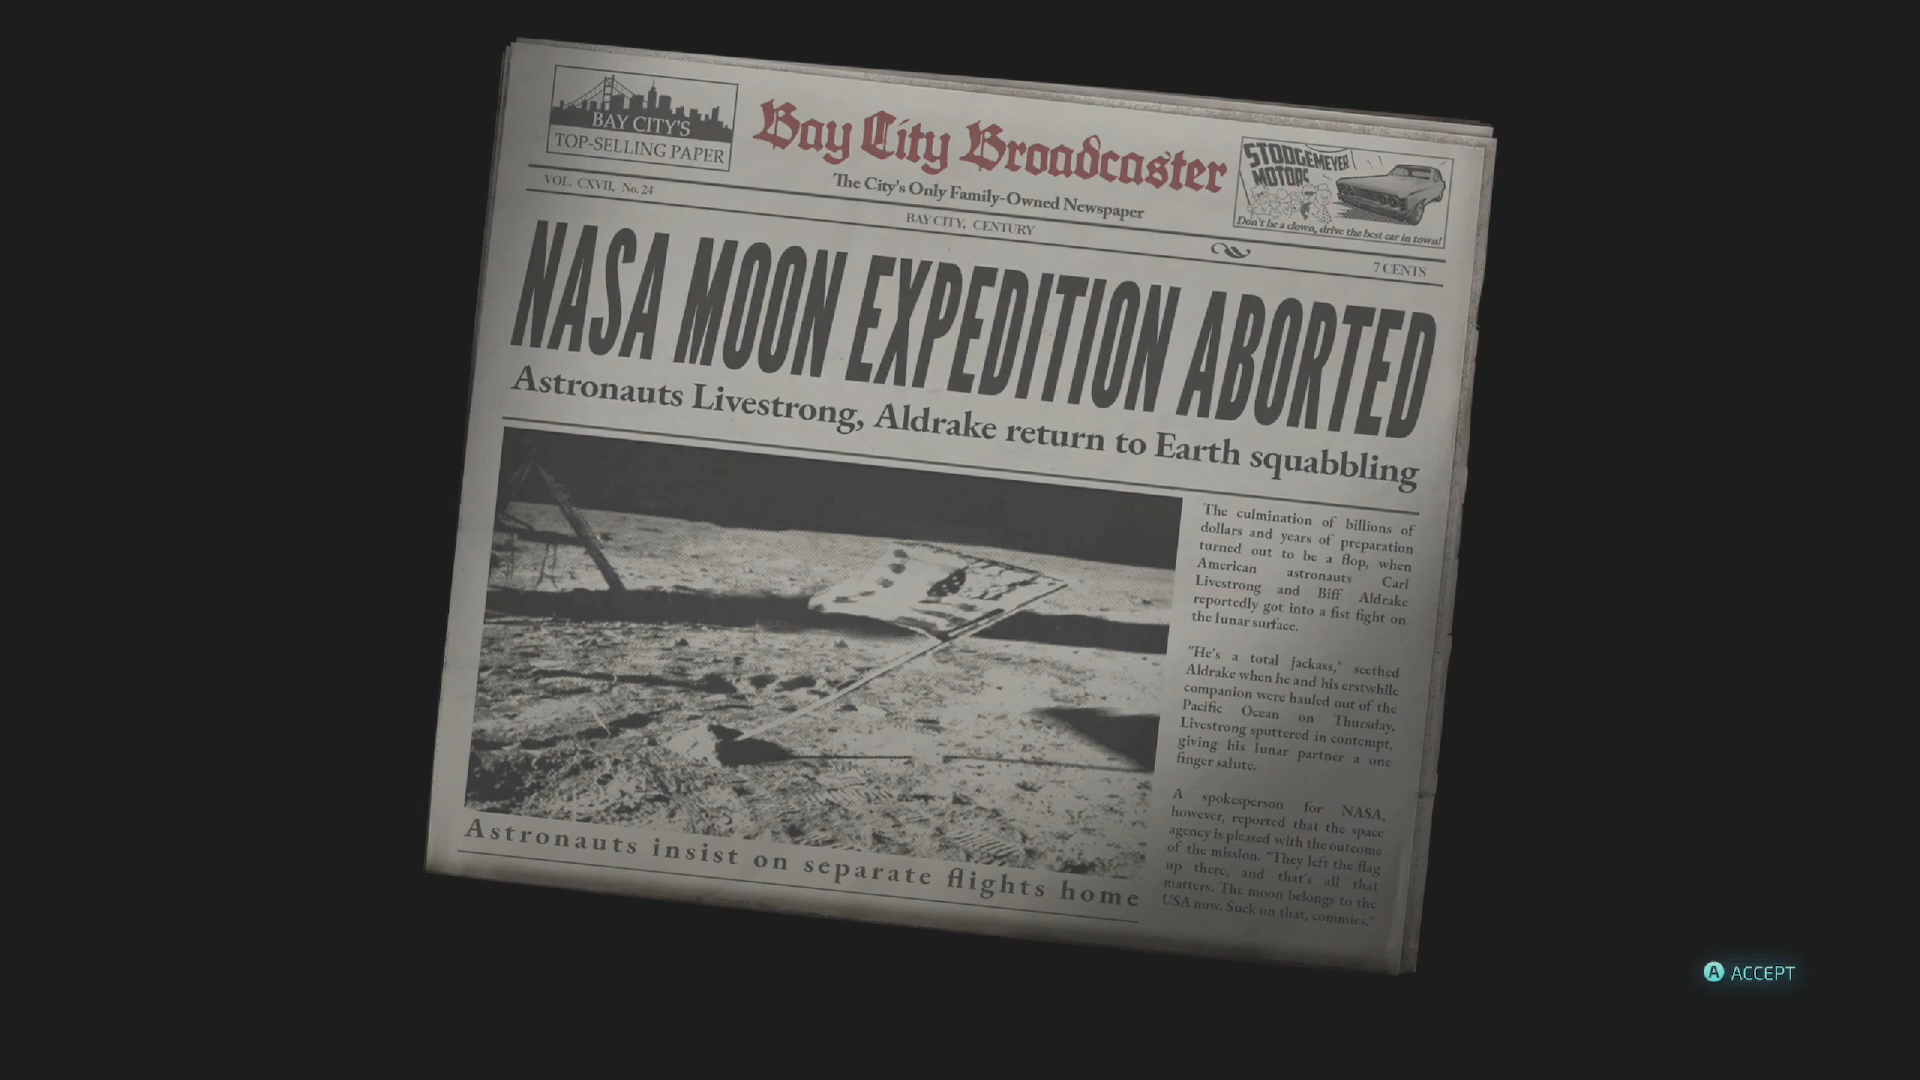 BAY CITY'S
TOP-SELLING PAPER
Bay City Broadcaster
The City's Only Family-Owned Newspaper
STODGEMEYER
MOTORS
Don't be a clown, drive the best car in town!
VOL. CXVII, No. 24
BAY CITY, CENTURY
7 CENTS
NASA MOON EXPEDITION ABORTED
Astronauts Livestrong, Aldrake return to Earth squabbling
The culmination of billions of
dollars and years of preparation
turned out to be a flop, when
American astronauts Carl
Livestrong and Biff Aldrake
reportedly got into a fist fight on
the lunar surface.
"He's a total jackass," seethed
Aldrake when he and his erstwhile
companion were hauled out of the
Pacific Ocean on Thursday.
Livestrong sputtered in contempt,
giving his lunar partner a one
finger salute.
A spokesperson for NASA,
however, reported that the space
agency is pleased with the outcome
of the mission. "They left the flag
up there, and that's all that
matters. The moon belongs to the
USA now. Suck on that, commies."
Astronauts insist on separate flights home
A ACCEPT